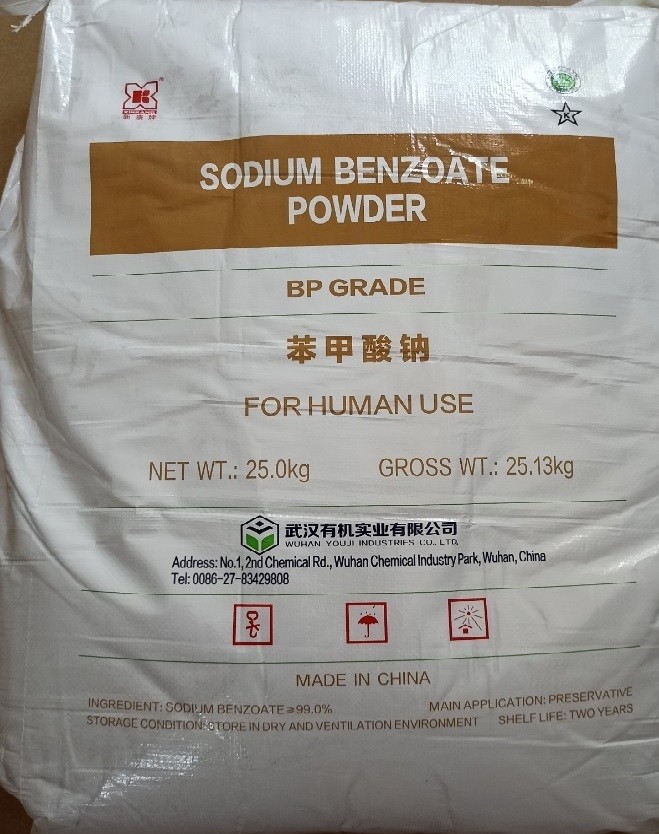 新康牌
K
SODIUM BENZOATE
POWDER
BP GRADE
苯甲酸钠
FOR HUMAN USE
NET WT.: 25.0kg GROSS WT.: 25.13kg
武汉有机实业有限公司
WUHAN YOUJI INDUSTRIES CO., LTD.
Address: No.1, 2nd Chemical Rd., Wuhan Chemical Industry Park, Wuhan, China
Tel: 0086-27-83429808
MADE IN CHINA
INGREDIENT: SODIUM BENZOATE≥99.0% MAIN APPLICATION: PRESERVATIVE
STORAGE CONDITION: STORE IN DRY AND VENTILATION ENVIRONMENT SHELF LIFE: TWO YEARS